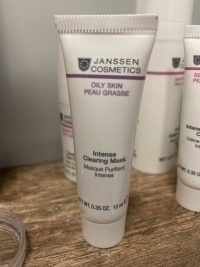 JANSSEN
COSMETICS
OILY SKIN
PEAU GRASSE
Intense
Clearing Mask
Masque Purifiant
Intense
NET WT. 0.35 OZ. 10 ml
Intense